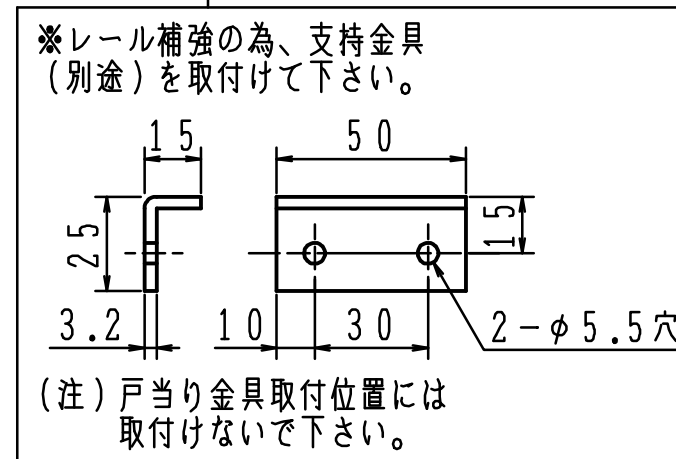 ※レール補強の為、支持金具
(別途)を取付けて下さい。
15
50
25
15
3.2
10
30
2-φ5.5穴
(注)戸当り金具取付位置には
取付けないで下さい。